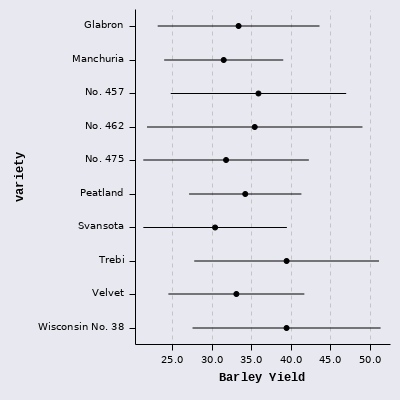 Glabron
Manchuria
No. 457
No. 462
No. 475
Peatland
Svansota
Trebi
Velvet
Wisconsin No. 38
variety
25.0 30.0 35.0 40.0 45.0 50.0
Barley Yield